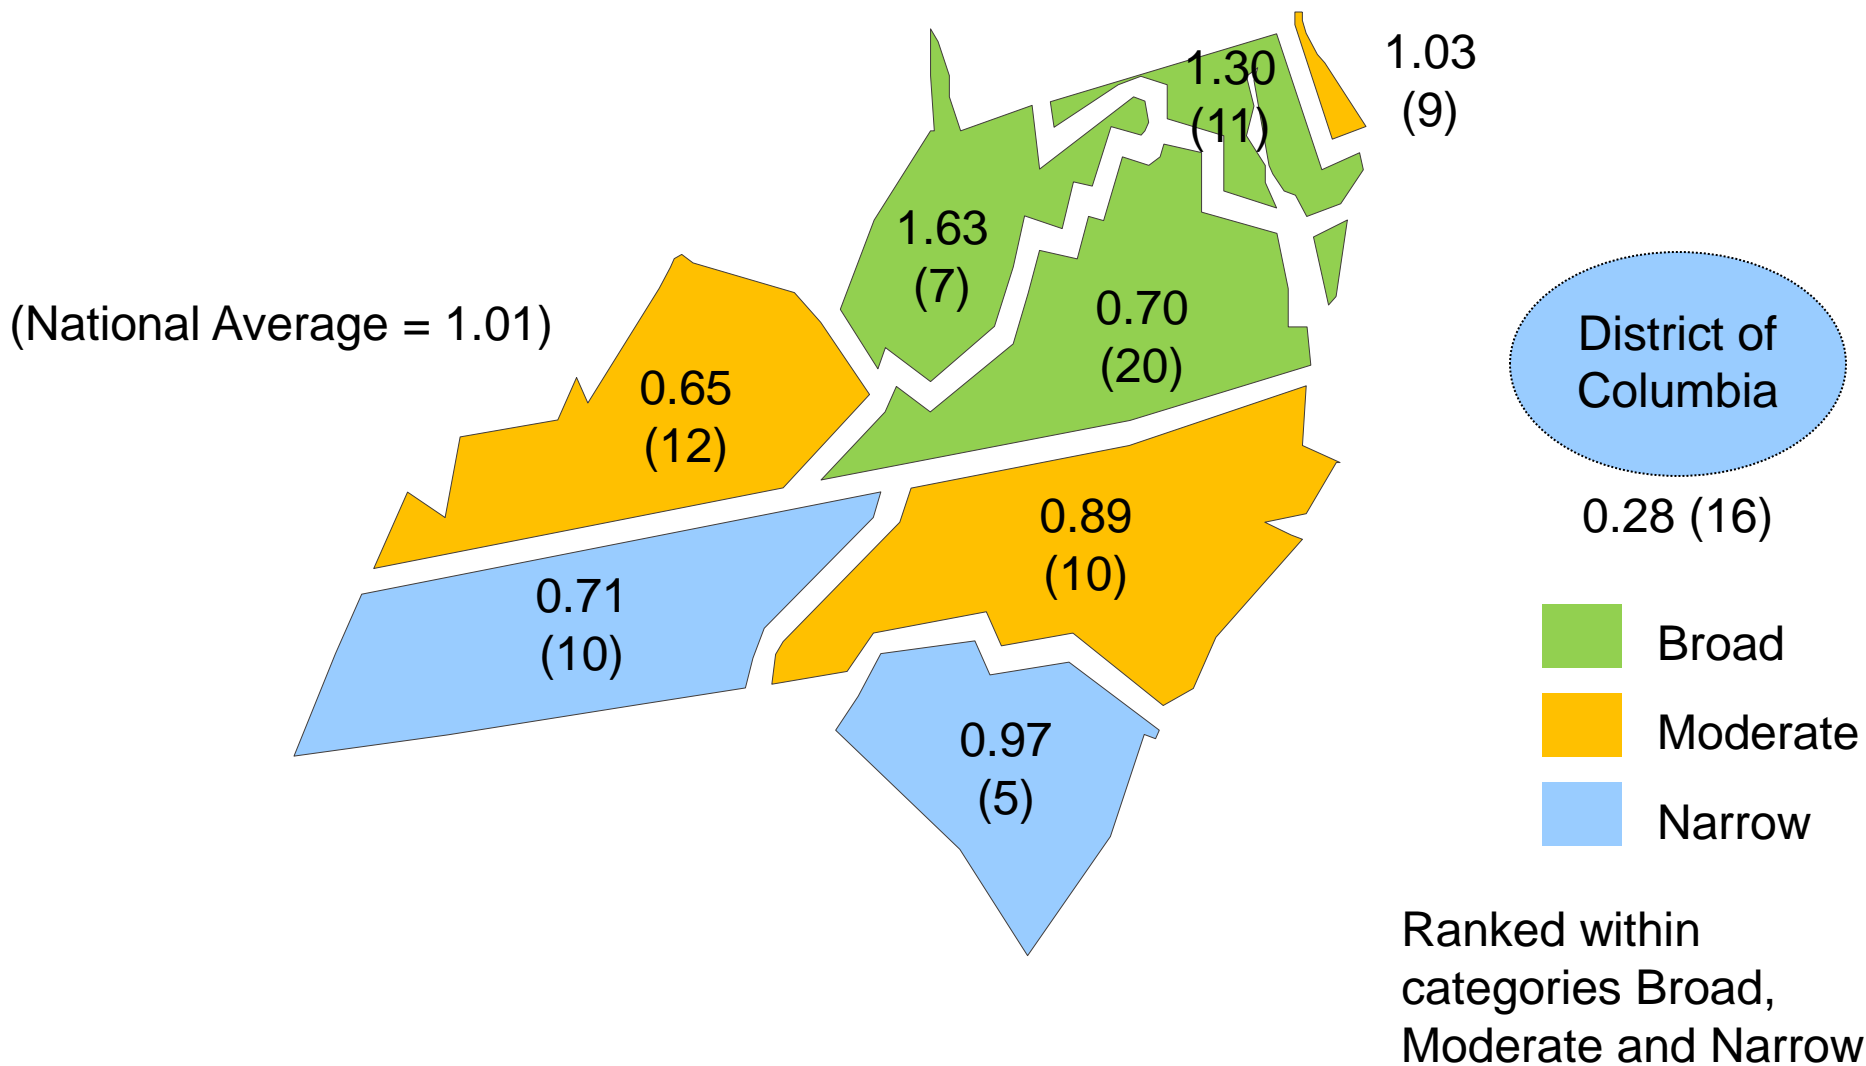 1.30
(11)
1.03
(9)
1.63
(7)
(National Average = 1.01)
0.70
(20)
0.65
(12)
District of
Columbia
0.28 (16)
0.89
(10)
0.71
(10)
0.97
(5)
Broad
Moderate
Narrow
Ranked within
categories Broad,
Moderate and Narrow